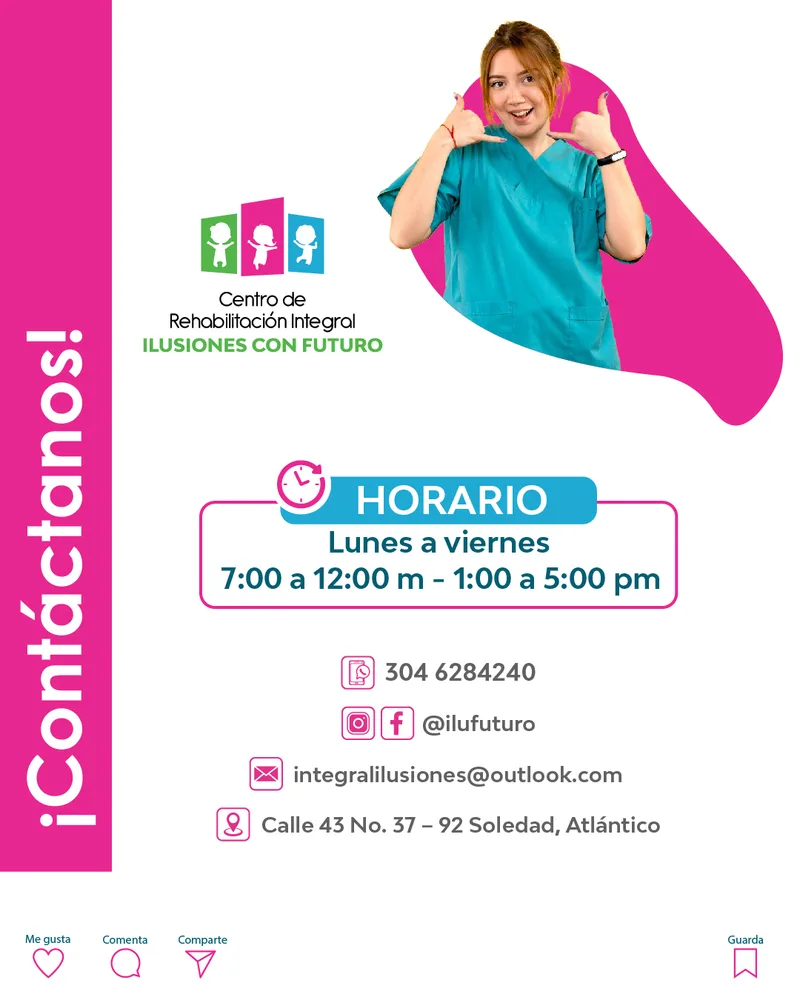 ¡Contáctanos!
Centro de
Rehabilitación Integral
ILUSIONES CON FUTURO
HORARIO
Lunes a viernes
7:00 a 12:00 m - 1:00 a 5:00 pm
304 6284240
@ilufuturo
integralilusiones@outlook.com
Calle 43 No. 37 – 92 Soledad, Atlántico
Me gusta
Comenta
Comparte
Guarda